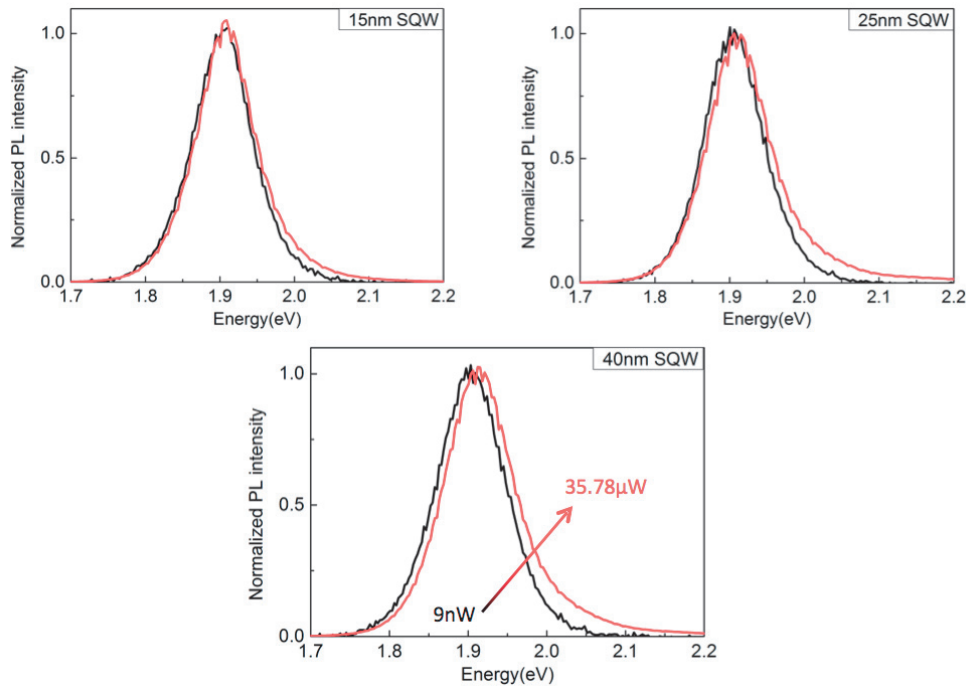 15nm SQW
Normalized PL intensity
1.0
0.5
0.0
1.7 1.8 1.9 2.0 2.1 2.2
Energy(eV)
25nm SQW
Normalized PL intensity
1.0
0.5
0.0
1.7 1.8 1.9 2.0 2.1 2.2
Energy(eV)
40nm SQW
Normalized PL intensity
1.0
0.5
0.0
35.78μW
9nW
1.7 1.8 1.9 2.0 2.1 2.2
Energy(eV)